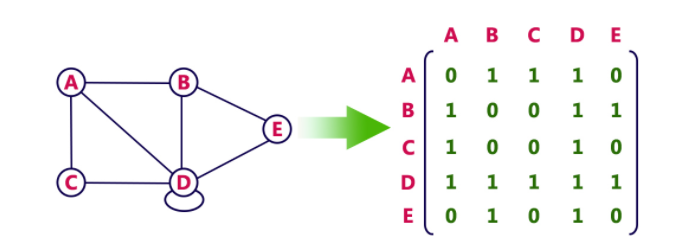 A B
E
C D
A B C D E
A 0 1 1 1 0
B 1 0 0 1 1
C 1 0 0 1 0
D 1 1 1 1 1
E 0 1 0 1 0